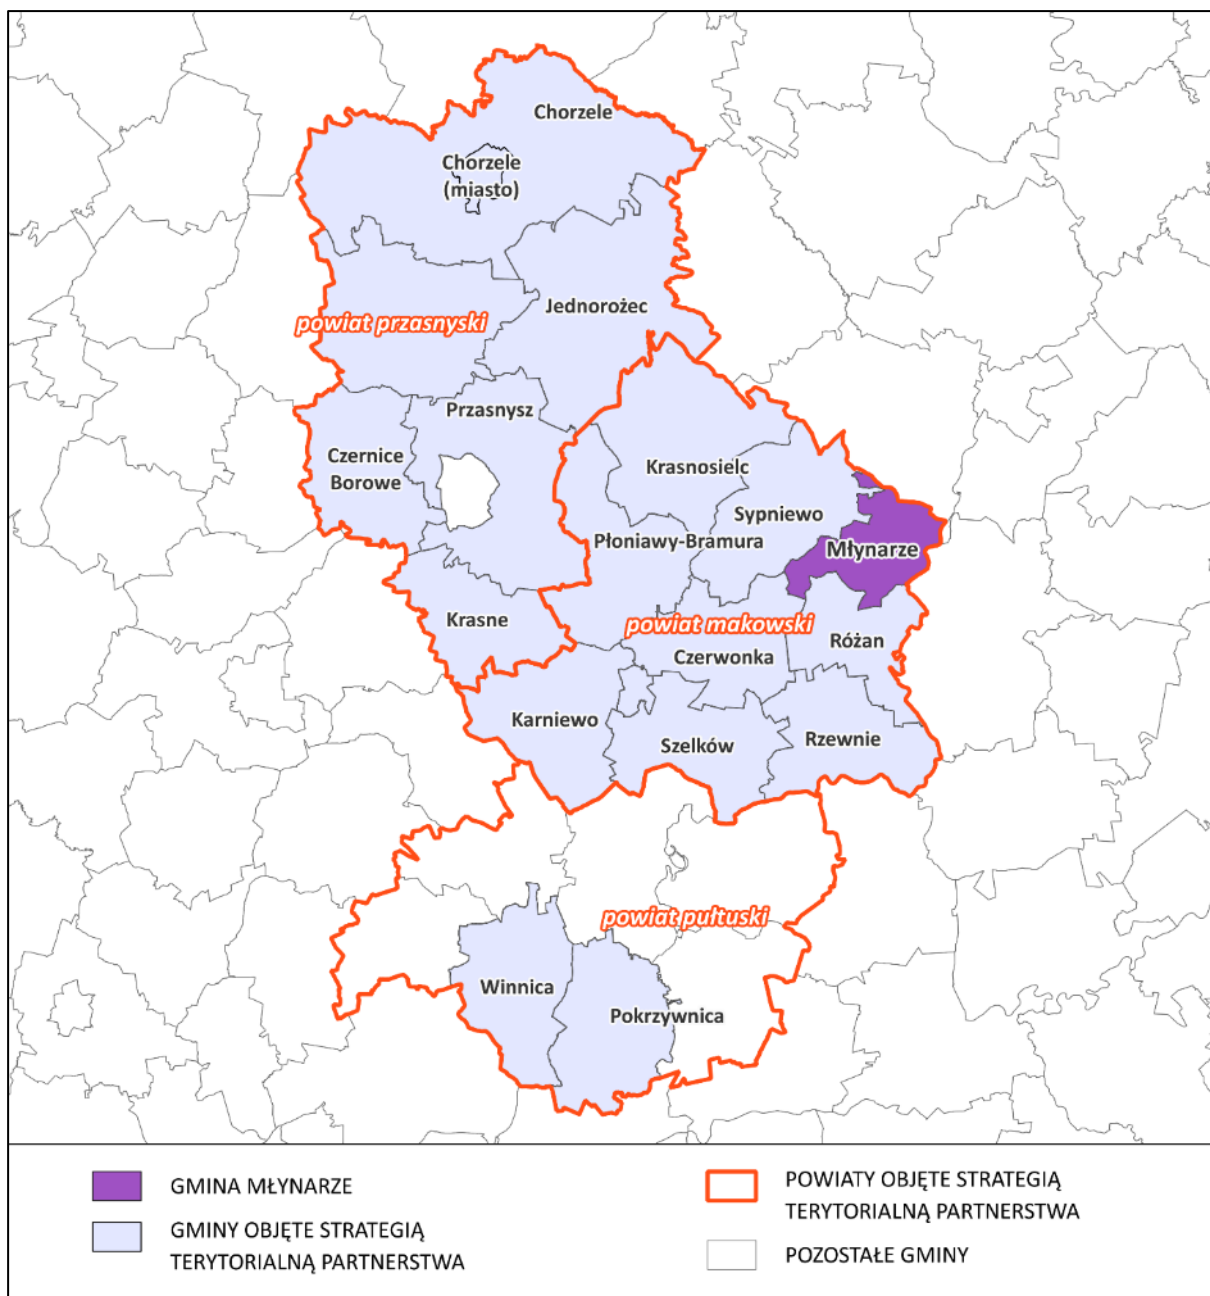 Chorzele
Chorzele
(miasto)
Jednorożec
powiat przasnyski
Przasnysz
Czernice
Borowe
Krasnosielc
Sypniewo
Płoniawy-Bramura
Młynarze
Krasne
powiat makowski
Różan
Czerwonka
Karniewo
Szelków
Rzewnie
powiat pułtuski
Winnica
Pokrzywnica
GMINA MŁYNARZE
GMINY OBJĘTE STRATEGIĄ
TERYTORIALNĄ PARTNERSTWA
POWIATY OBJĘTE STRATEGIĄ
TERYTORIALNĄ PARTNERSTWA
POZOSTAŁE GMINY